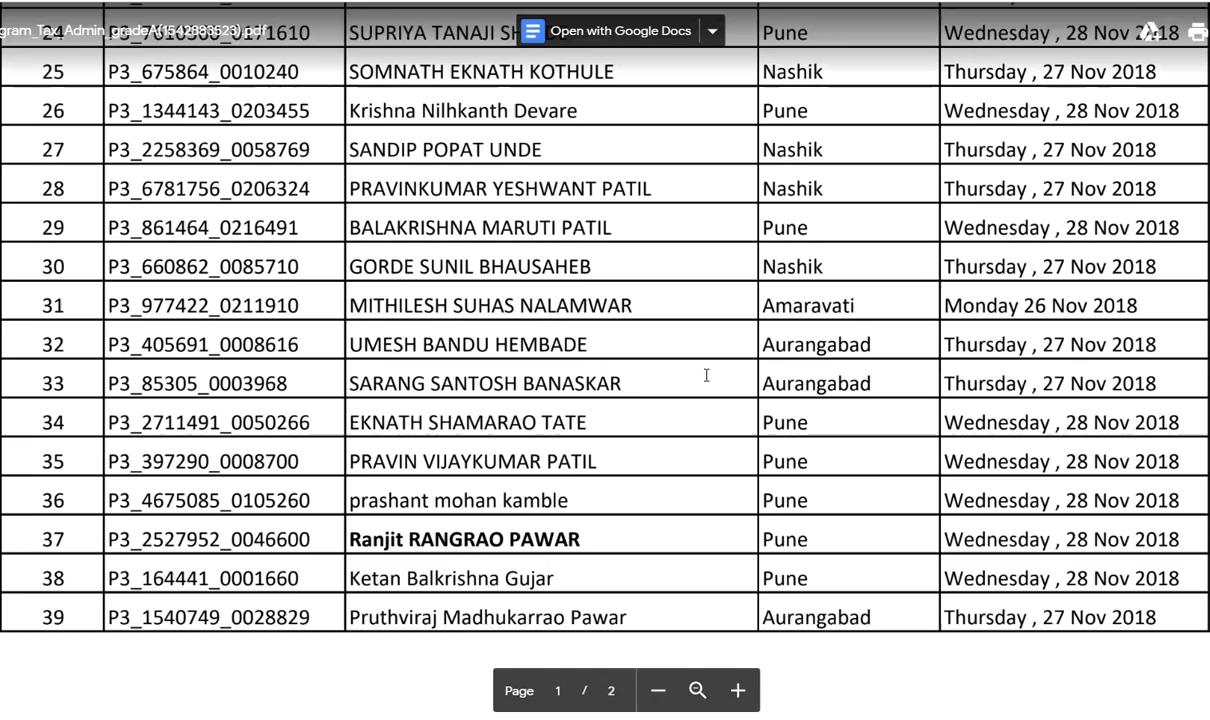 gram_Tax_Admin_gradeA(1542883523).pdf
Open with Google Docs
24 SUPRIYA TANAJI Pune Wednesday , 28 Nov 2018
25 P3_675864_0010240 SOMNATH EKNATH KOTHULE Nashik Thursday , 27 Nov 2018
26 P3_1344143_0203455 Krishna Nilhkanth Devare Pune Wednesday , 28 Nov 2018
27 P3_2258369_0058769 SANDIP POPAT UNDE Nashik Thursday , 27 Nov 2018
28 P3_6781756_0206324 PRAVINKUMAR YESHWANT PATIL Nashik Thursday , 27 Nov 2018
29 P3_861464_0216491 BALAKRISHNA MARUTI PATIL Pune Wednesday , 28 Nov 2018
30 P3_660862_0085710 GORDE SUNIL BHAUSAHEB Nashik Thursday , 27 Nov 2018
31 P3_977422_0211910 MITHILESH SUHAS NALAMWAR Amaravati Monday 26 Nov 2018
32 P3_405691_0008616 UMESH BANDU HEMBADE Aurangabad Thursday , 27 Nov 2018
33 P3_85305_0003968 SARANG SANTOSH BANASKAR Aurangabad Thursday , 27 Nov 2018
34 P3_2711491_0050266 EKNATH SHAMARAO TATE Pune Wednesday , 28 Nov 2018
35 P3_397290_0008700 PRAVIN VIJAYKUMAR PATIL Pune Wednesday , 28 Nov 2018
36 P3_4675085_0105260 prashant mohan kamble Pune Wednesday , 28 Nov 2018
37 P3_2527952_0046600 Ranjit RANGRAO PAWAR Pune Wednesday , 28 Nov 2018
38 P3_164441_0001660 Ketan Balkrishna Gujar Pune Wednesday , 28 Nov 2018
39 P3_1540749_0028829 Pruthviraj Madhukarrao Pawar Aurangabad Thursday , 27 Nov 2018
Page 1 / 2